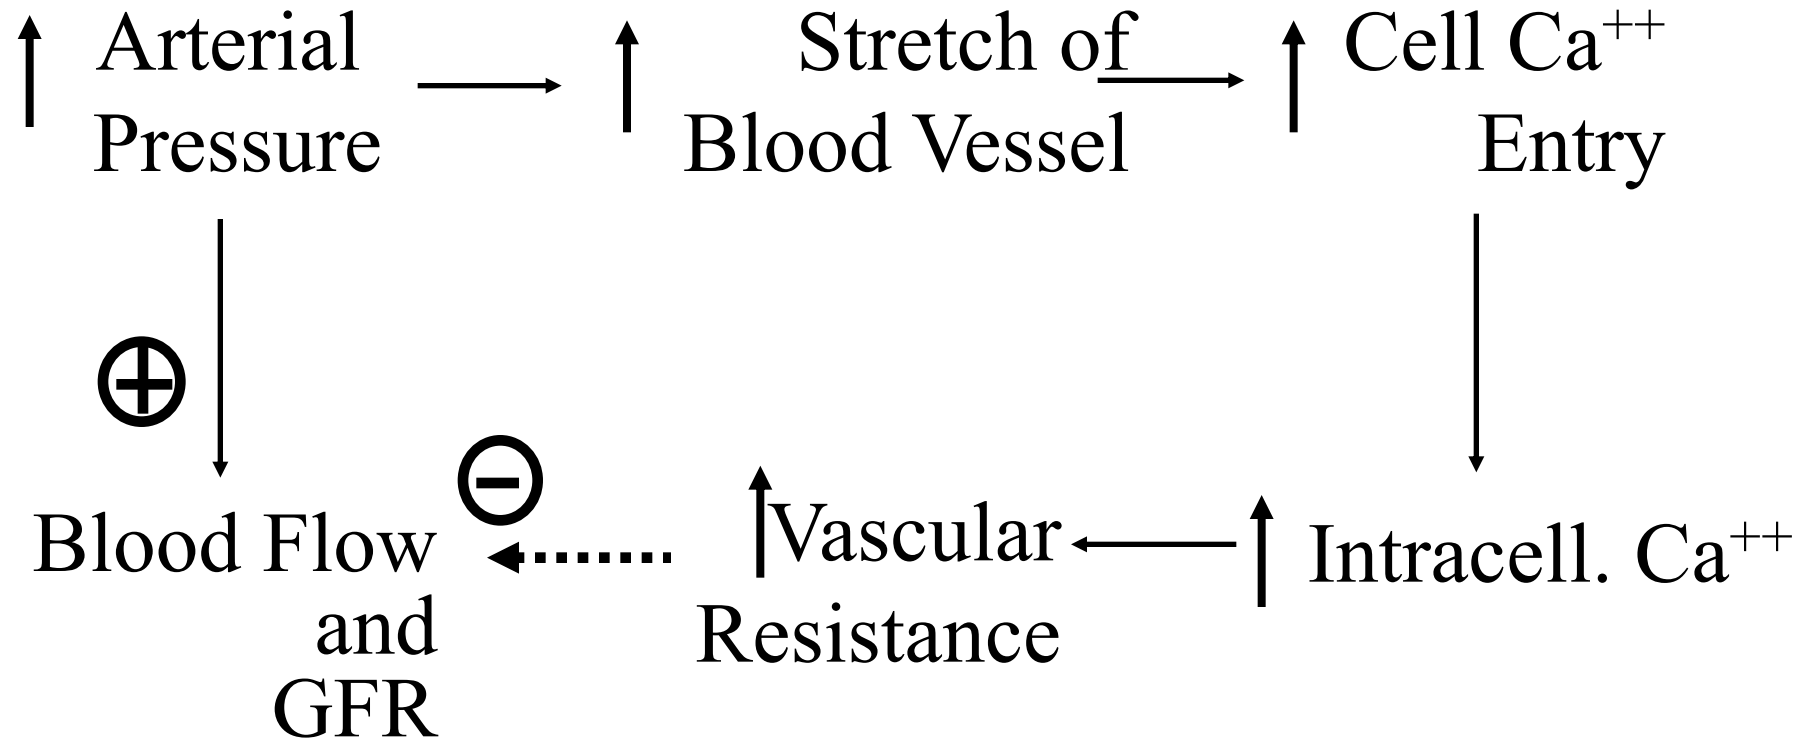 Arterial
Pressure
Stretch of
Blood Vessel
Cell Ca++
Entry
Blood Flow
and
GFR
Vascular
Resistance
Intracell. Ca++